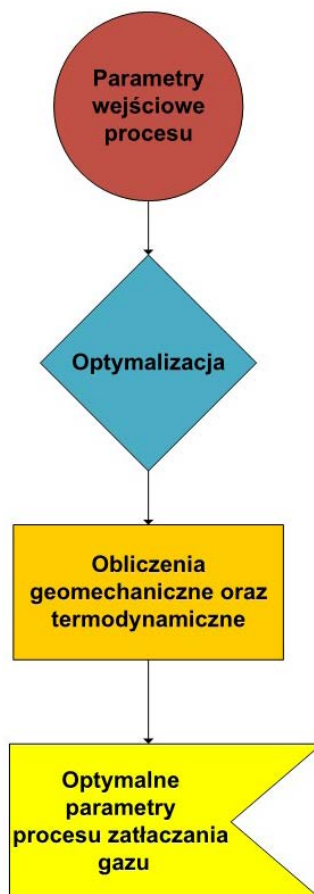 Parametry
wejściowe
procesu
Optymalizacja
Obliczenia
geomechaniczne oraz
termodynamiczne
Optymalne
parametry
procesu zatłaczania
gazu